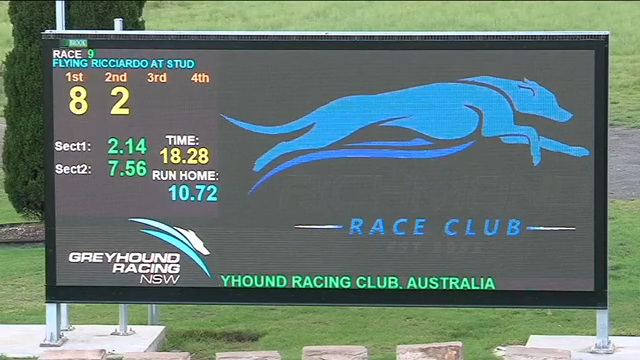 RACE 9
FLYING RICCIARDO AT STUD
1st 2nd 3rd 4th
8 2
Sect1: 2.14
Sect2: 7.56
TIME:
18.28
RUN HOME:
10.72
RACE CLUB
GREYHOUND
RACING
NSW
YHOUND RACING CLUB. AUSTRALIA